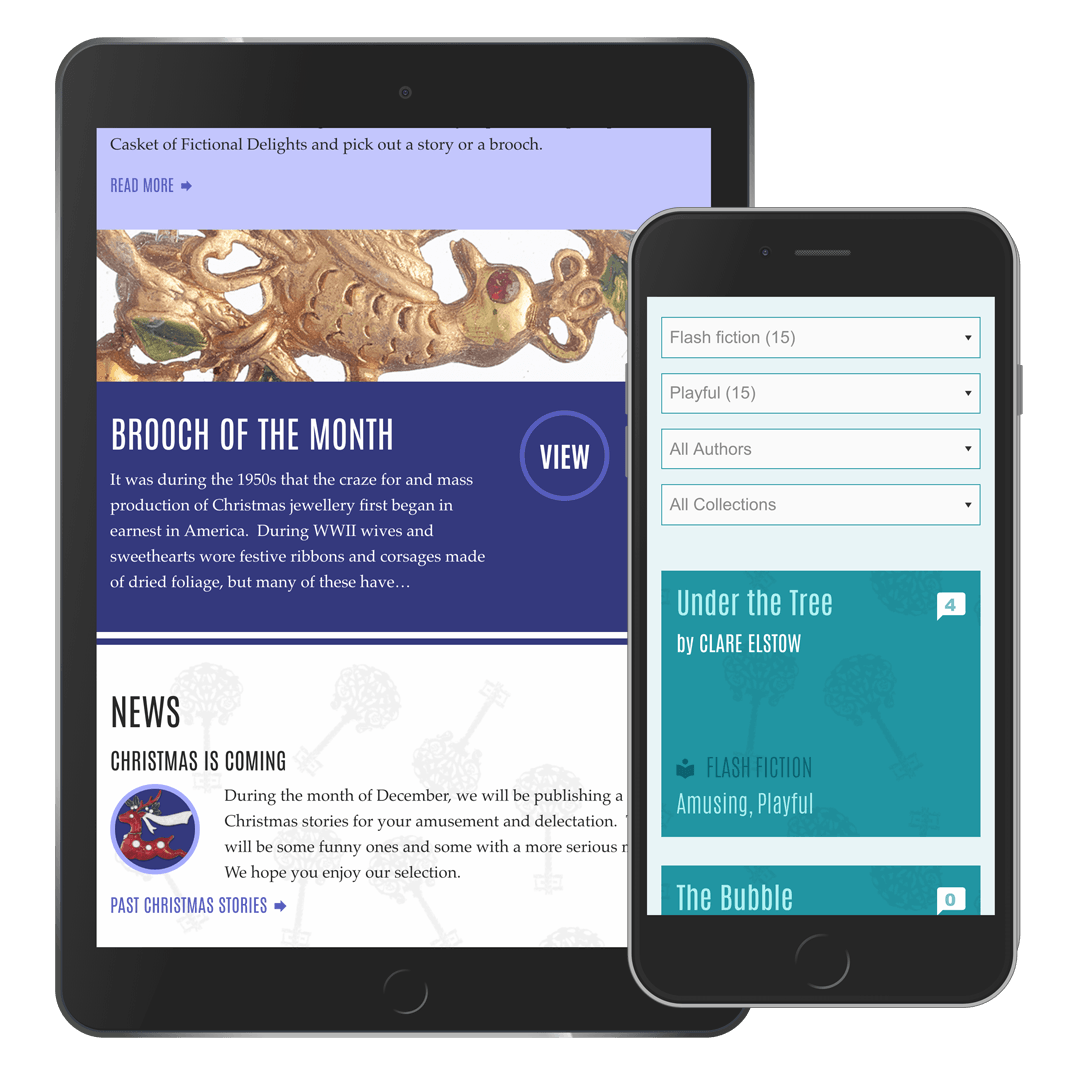 Casket of Fictional Delights and pick out a story or a brooch.
READ MORE
BROOCH OF THE MONTH
VIEW
It was during the 1950s that the craze for and mass
production of Christmas jewellery first began in
earnest in America.  During WWII wives and
sweethearts wore festive ribbons and corsages made
of dried foliage, but many of these have…
NEWS
CHRISTMAS IS COMING
During the month of December, we will be publishing a
Christmas stories for your amusement and delectation.
will be some funny ones and some with a more serious
We hope you enjoy our selection.
PAST CHRISTMAS STORIES
Flash fiction (15)
Playful (15)
All Authors
All Collections
Under the Tree
4
by CLARE ELSTOW
FLASH FICTION
Amusing, Playful
The Bubble
0